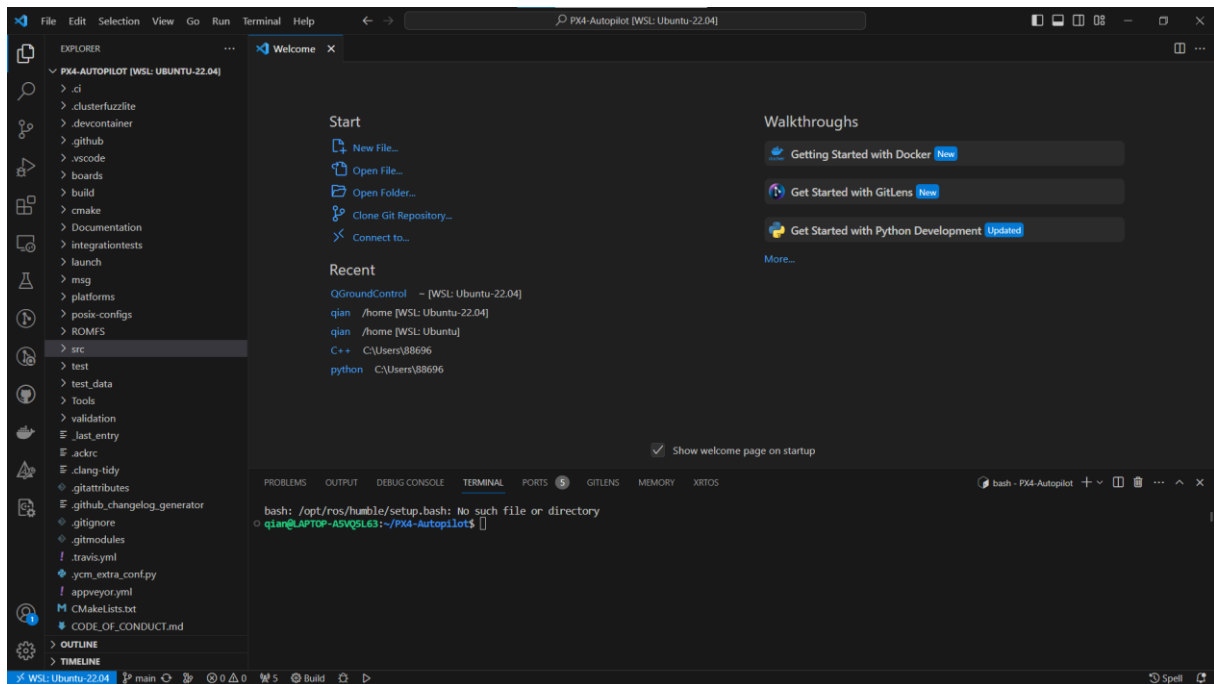 File Edit Selection View Go Run Terminal Help
PX4-Autopilot [WSL: Ubuntu-22.04]
EXPLORER
PX4-AUTOPILOT [WSL: UBUNTU-22.04]
.ci
.clusterfuzzlite
.devcontainer
.github
.vscode
boards
build
cmake
Documentation
integrationtests
launch
msg
platforms
posix-configs
ROMFS
src
test
test_data
Tools
validation
_last_entry
.ackrc
.clang-tidy
.gitattributes
.github_changelog_generator
.gitignore
.gitmodules
.travis.yml
.ycm_extra_conf.py
appveyor.yml
CMakeLists.txt
CODE_OF_CONDUCT.md
OUTLINE
TIMELINE
Welcome
Start
New File...
Open File...
Open Folder...
Clone Git Repository...
Connect to...
Recent
QGroundControl ~ [WSL: Ubuntu-22.04]
qian /home [WSL: Ubuntu-22.04]
qian /home [WSL: Ubuntu]
C++ C:\Users\88696
python C:\Users\88696
Walkthroughs
Getting Started with Docker New
Get Started with GitLens New
Get Started with Python Development Updated
More...
Show welcome page on startup
PROBLEMS OUTPUT DEBUG CONSOLE TERMINAL PORTS 5 GITLENS MEMORY XRTOS
bash - PX4-Autopilot
bash: /opt/ros/humble/setup.bash: No such file or directory
qian@LAPTOP-A5VQ5L63:~/PX4-Autopilot$
1
WSL: Ubuntu-22.04 main 0 0 5 Build
Spell